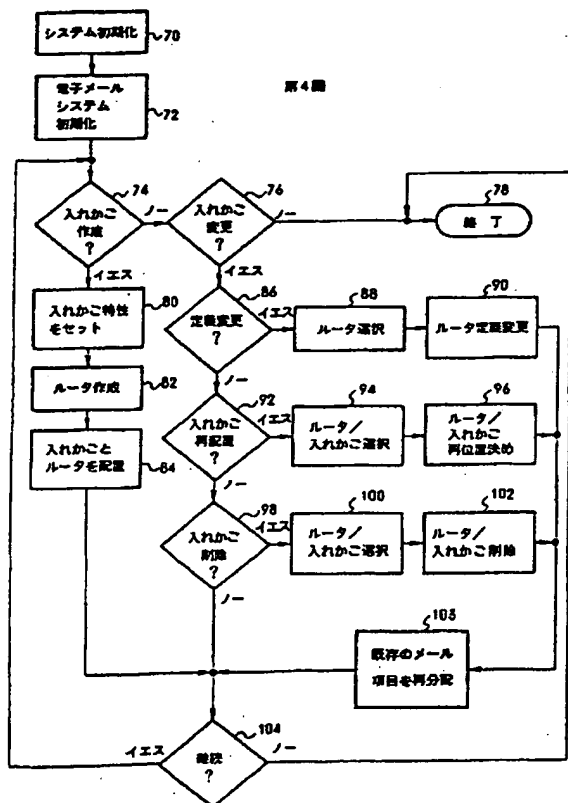 システム初期化
70
電子メール
システム
初期化
72
第4図
74
入れかご
作成
?
ノー
イエス
76
入れかご
変更
?
ノー
イエス
78
終了
入れかご特性
をセット
80
ルータ作成
82
入れかごと
ルータを配置
84
86
定義変更
?
イエス
ノー
88
ルータ選択
90
ルータ定義変更
92
入れかご
再配置
?
イエス
ノー
94
ルータ/
入れかご選択
96
ルータ/
入れかご
再位置決め
98
入れかご
削除
?
イエス
ノー
100
ルータ/
入れかご選択
102
ルータ/
入れかご削除
103
既存のメール
項目を再分配
104
イエス
継続
?
ノー